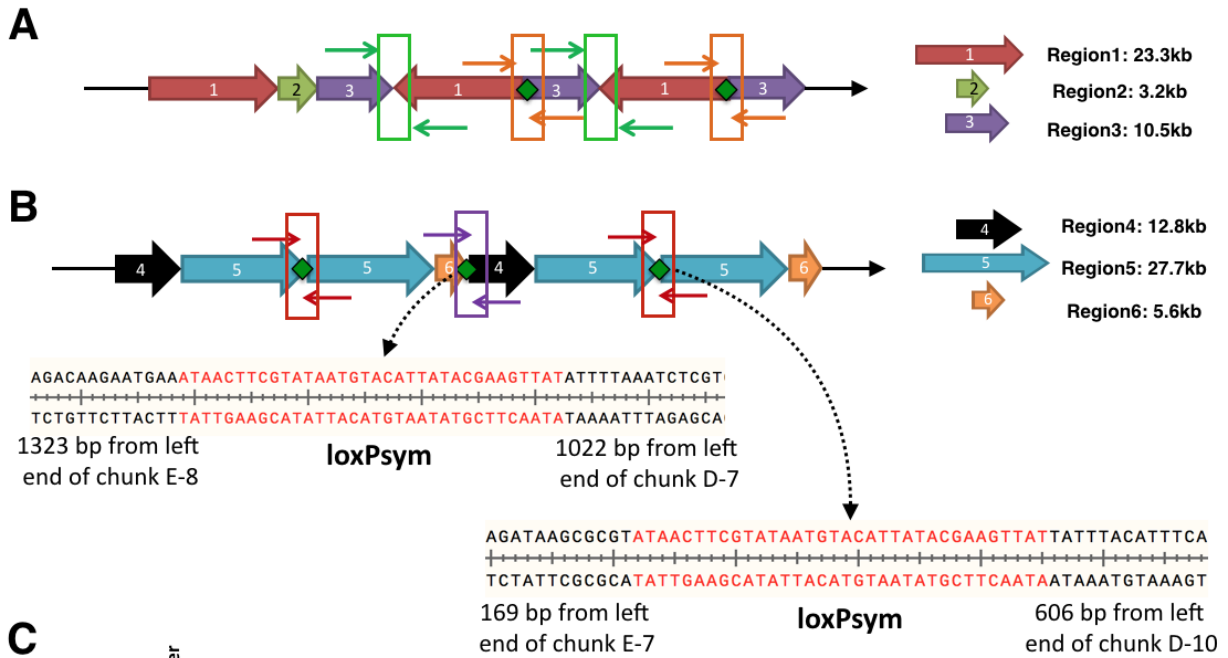 A
1 2 3 1 3 1 3
1 Region1: 23.3kb
2 Region2: 3.2kb
3 Region3: 10.5kb
B
4 5 5 6 4 5 5 6
4 Region4: 12.8kb
5 Region5: 27.7kb
6 Region6: 5.6kb
AGACAAGAATGAAATAACTTCGTATAATGTACATTATACGAAGTTATATTTTAAATCTCGT
TCTGTTCTTACTTTATTGAAGCATATTACATGTAATATGCTTCAATATAAAATTTAGAGCA
1323 bp from left
end of chunk E-8
loxPsym
1022 bp from left
end of chunk D-7
AGATAAGCGCGTATAACTTCGTATAATGTACATTATACGAAGTTATTATTTACATTTCA
TCTATTCGCGCATATTGAAGCATATTACATGTAATATGCTTCAATAATAAATGTAAAGT
169 bp from left
end of chunk E-7
loxPsym
606 bp from left
end of chunk D-10
C